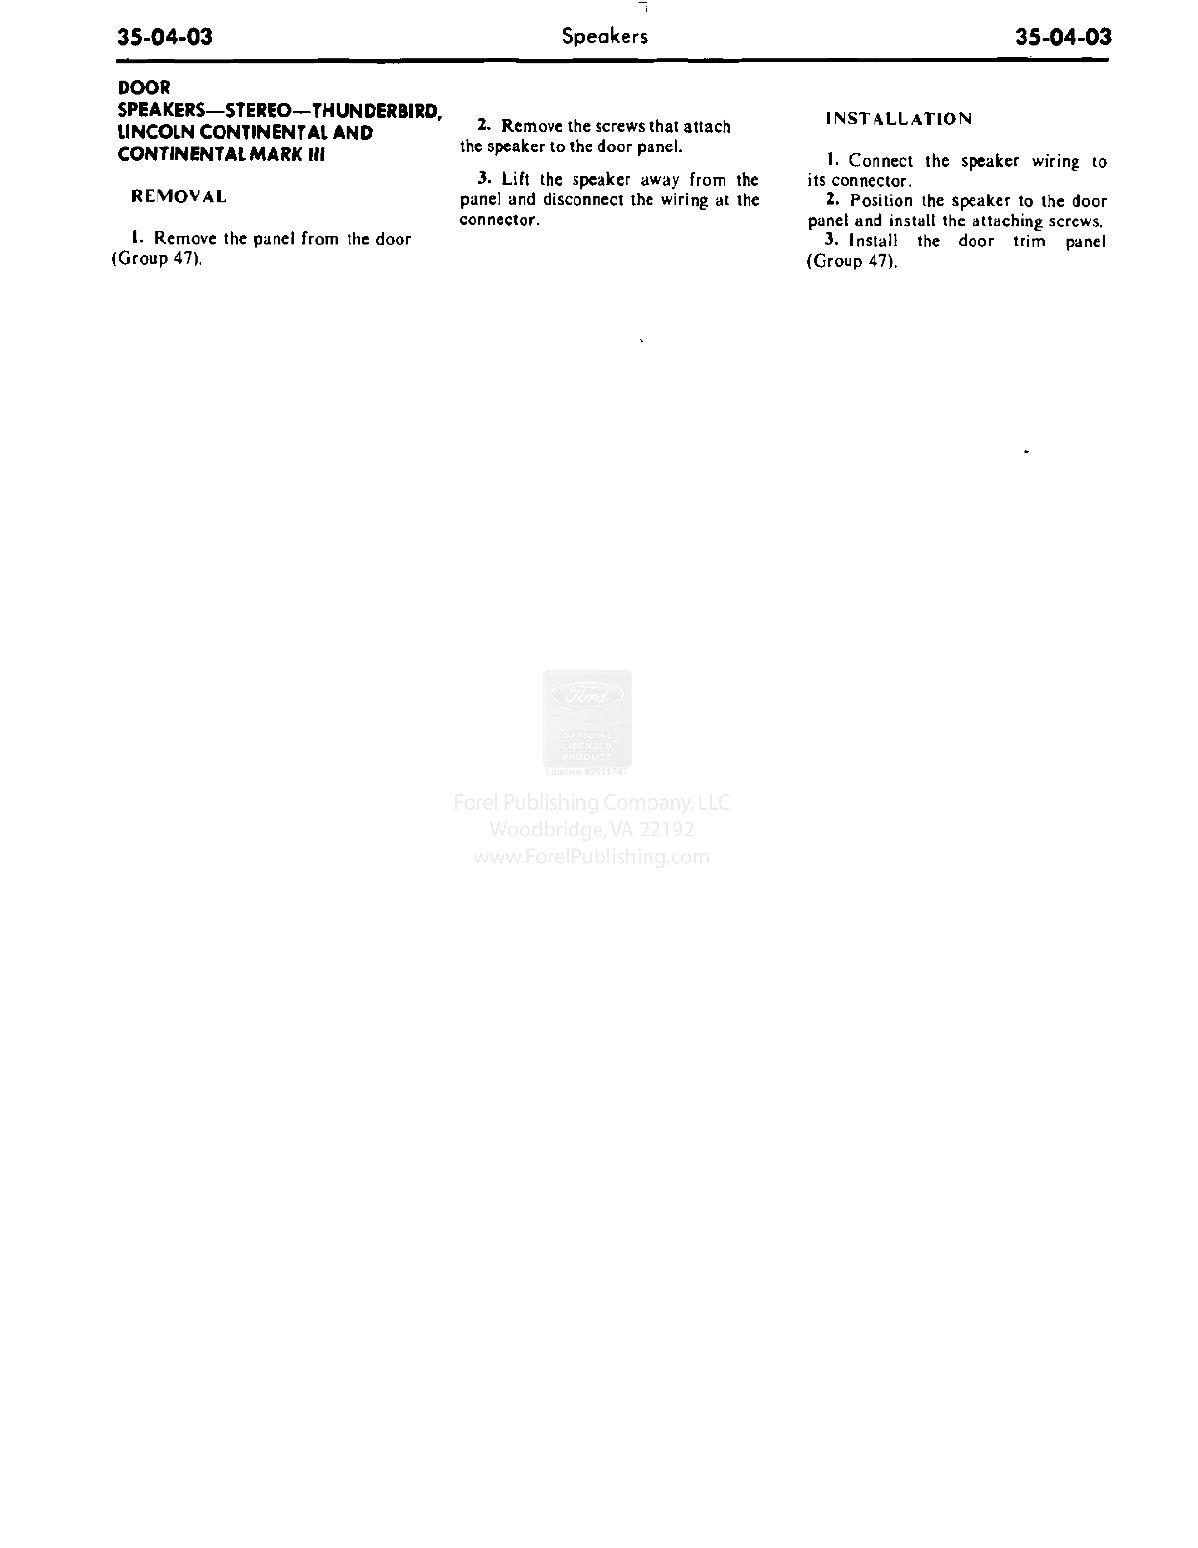 35-04-03 Speakers 35-04-03
DOOR
SPEAKERS—STEREO—THUNDERBIRD,
LINCOLN CONTINENTAL AND
CONTINENTAL MARK III
REMOVAL
1. Remove the panel from the door
(Group 47).
2. Remove the screws that attach
the speaker to the door panel.
3. Lift the speaker away from the
panel and disconnect the wiring at the
connector.
INSTALLATION
1. Connect the speaker wiring to
its connector.
2. Position the speaker to the door
panel and install the attaching screws.
3. Install the door trim panel
(Group 47).
Ford
OFFICIAL
LICENSED
PRODUCT
License #2611747
Forel Publishing Company, LLC
Woodbridge, VA 22192
www.ForelPublishing.com